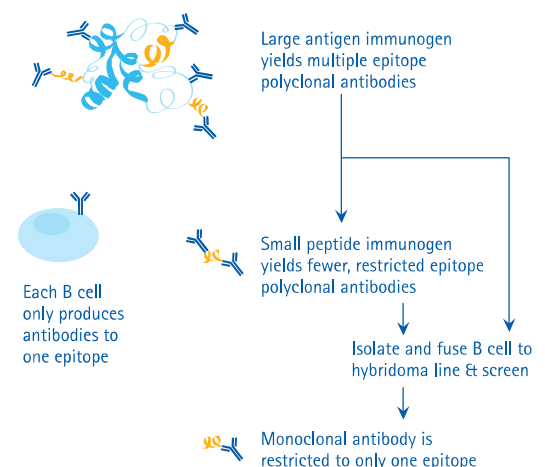 Large antigen immunogen
yields multiple epitope
polyclonal antibodies
Small peptide immunogen
yields fewer, restricted epitope
polyclonal antibodies
Each B cell
only produces
antibodies to
one epitope
Isolate and fuse B cell to
hybridoma line & screen
Monoclonal antibody is
restricted to only one epitope